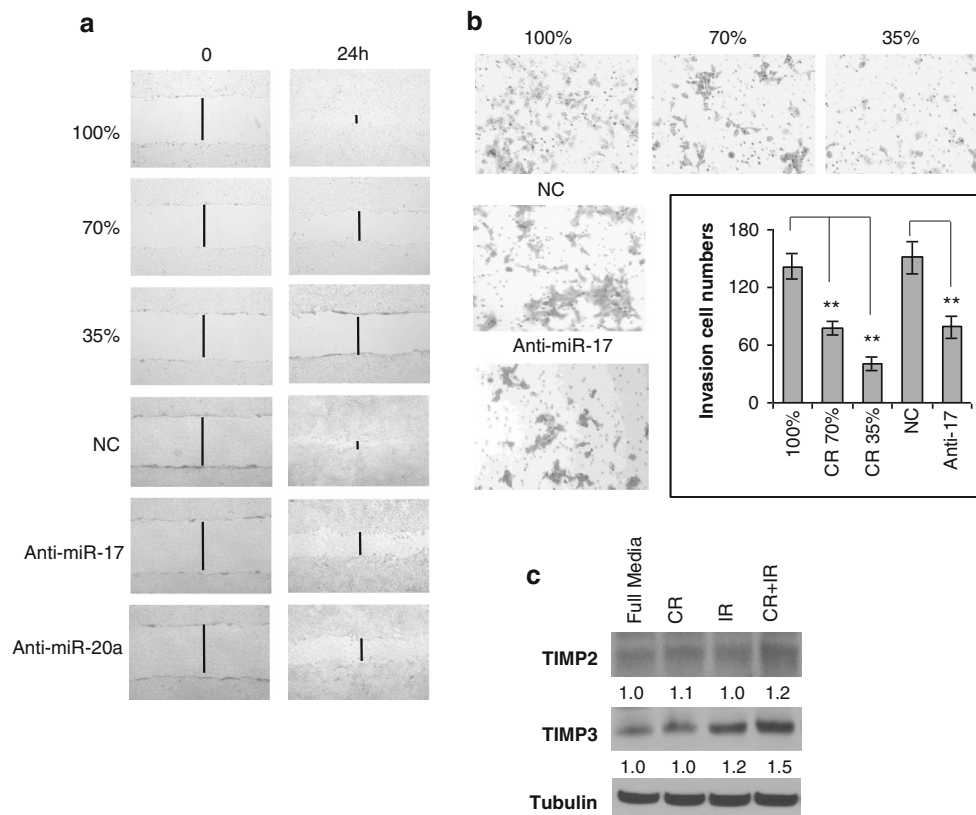 a
0 24h
100%
70%
35%
NC
Anti-miR-17
Anti-miR-20a
b
100% 70% 35%
NC
Anti-miR-17
Invasion cell numbers
180
120
60
0
** ** **
100% CR 70% CR 35% NC Anti-17
c
Full Media CR IR CR+IR
TIMP2
1.0 1.1 1.0 1.2
TIMP3
1.0 1.0 1.2 1.5
Tubulin